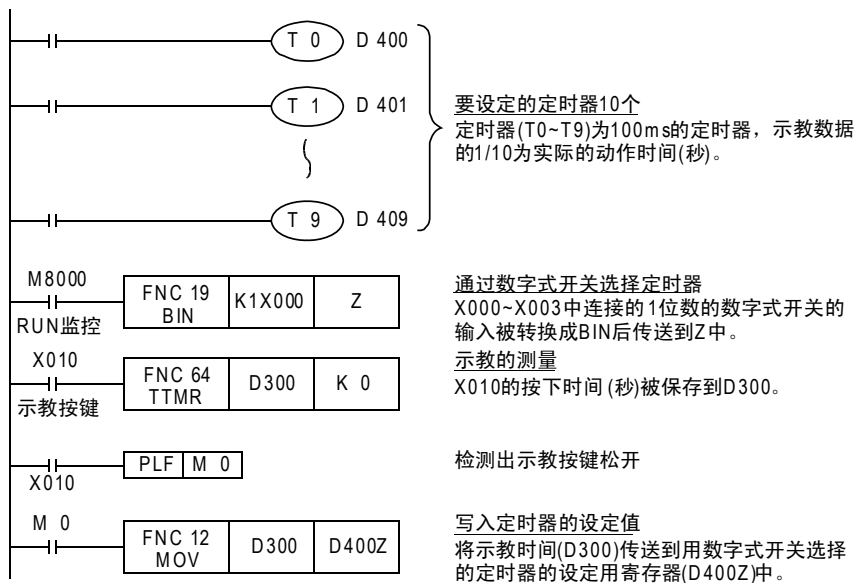 T 0 D 400
T 1 D 401
要设定的定时器10个
定时器(T0~T9)为100ms的定时器，示教数据
的1/10为实际的动作时间(秒)。
T 9 D 409
M8000
FNC 19
BIN
K1X000
Z
RUN监控
通过数字式开关选择定时器
X000~X003中连接的1位数的数字式开关的
输入被转换成BIN后传送到Z中。
X010
FNC 64
TTMR
D300
K 0
示教按键
示教的测量
X010的按下时间(秒)被保存到D300。
PLF M 0
X010
检测出示教按键松开
M 0
FNC 12
MOV
D300
D400Z
写入定时器的设定值
将示教时间(D300)传送到用数字式开关选择
的定时器的设定用寄存器(D400Z)中。